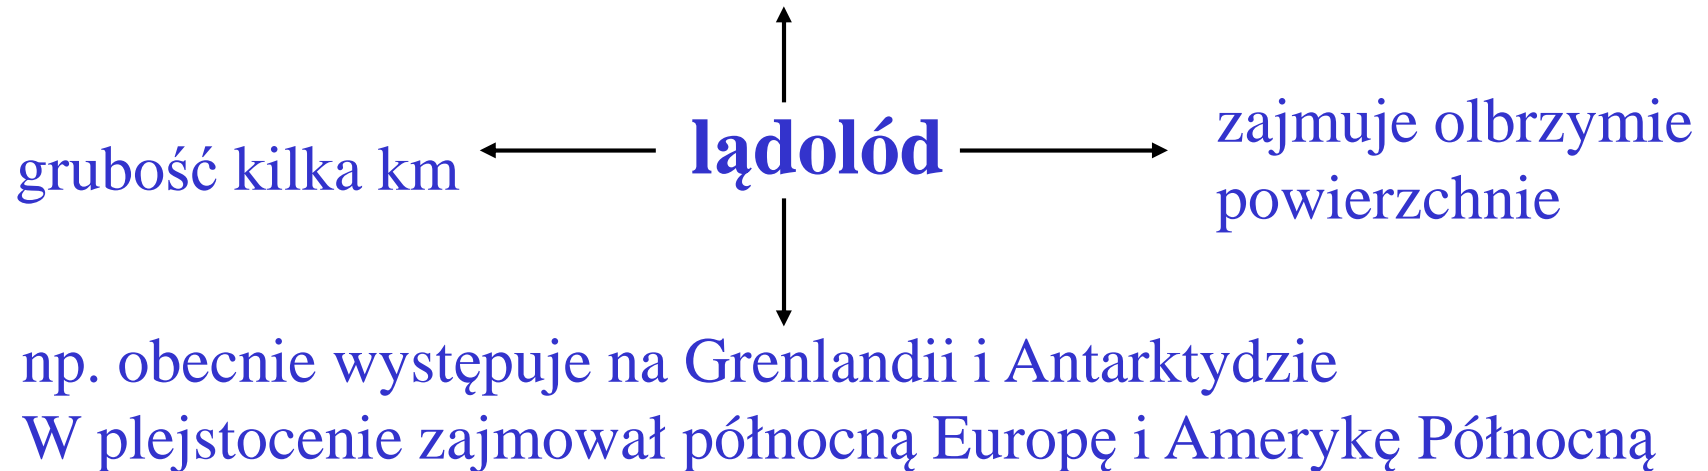 lądolód
grubość kilka km
zajmuje olbrzymie
powierzchnie
np. obecnie występuje na Grenlandii i Antarktydzie
W plejstocenie zajmował północną Europę i Amerykę Północną